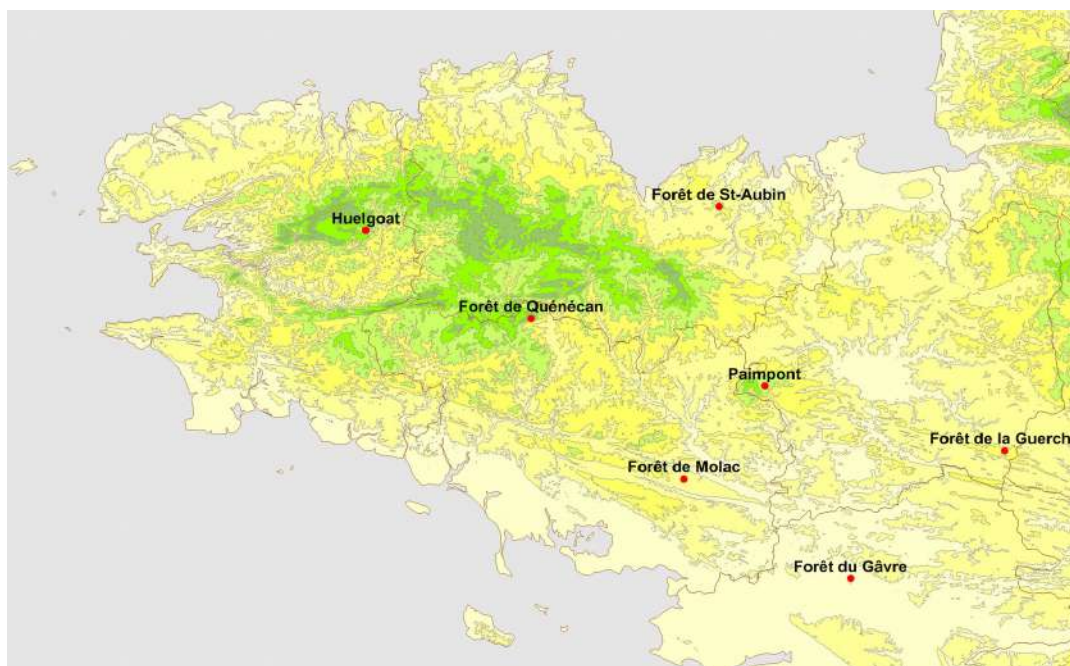 Forêt de St-Aubin
Huelgoat
Forêt de Quénécan
Paimpont
Forêt de la Guerch
Forêt de Molac
Forêt du Gâvre